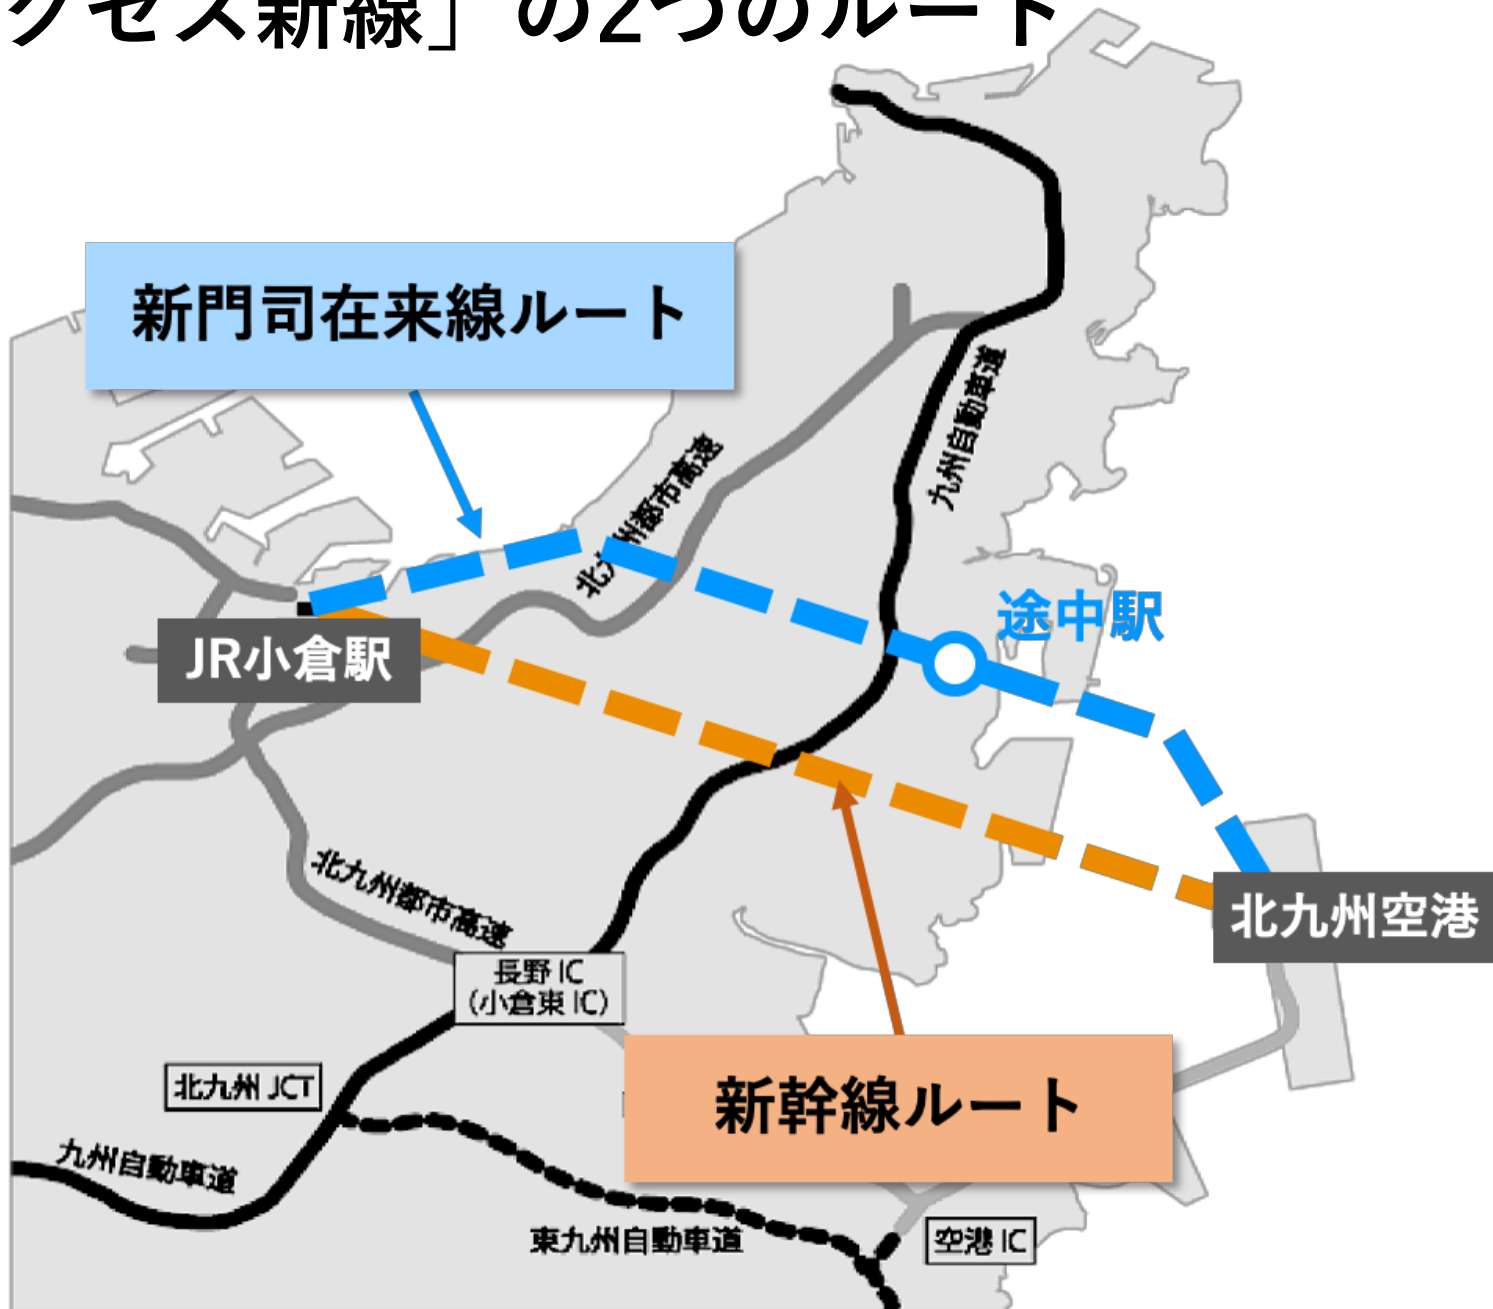 クセス新線」の2つのルート
新門司在来線ルート
九州自動車道
北九州都市高速
途中駅
JR小倉駅
北九州都市高速
北九州空港
長野 IC
(小倉東 IC)
北九州 JCT
新幹線ルート
九州自動車道
東九州自動車道
空港 IC